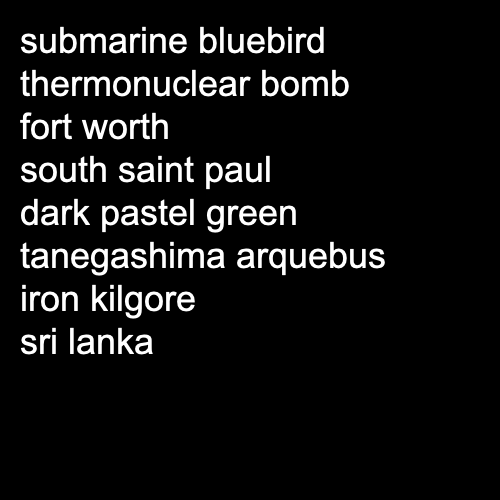 submarine bluebird
thermonuclear bomb
fort worth
south saint paul
dark pastel green
tanegashima arquebus
iron kilgore
sri lanka